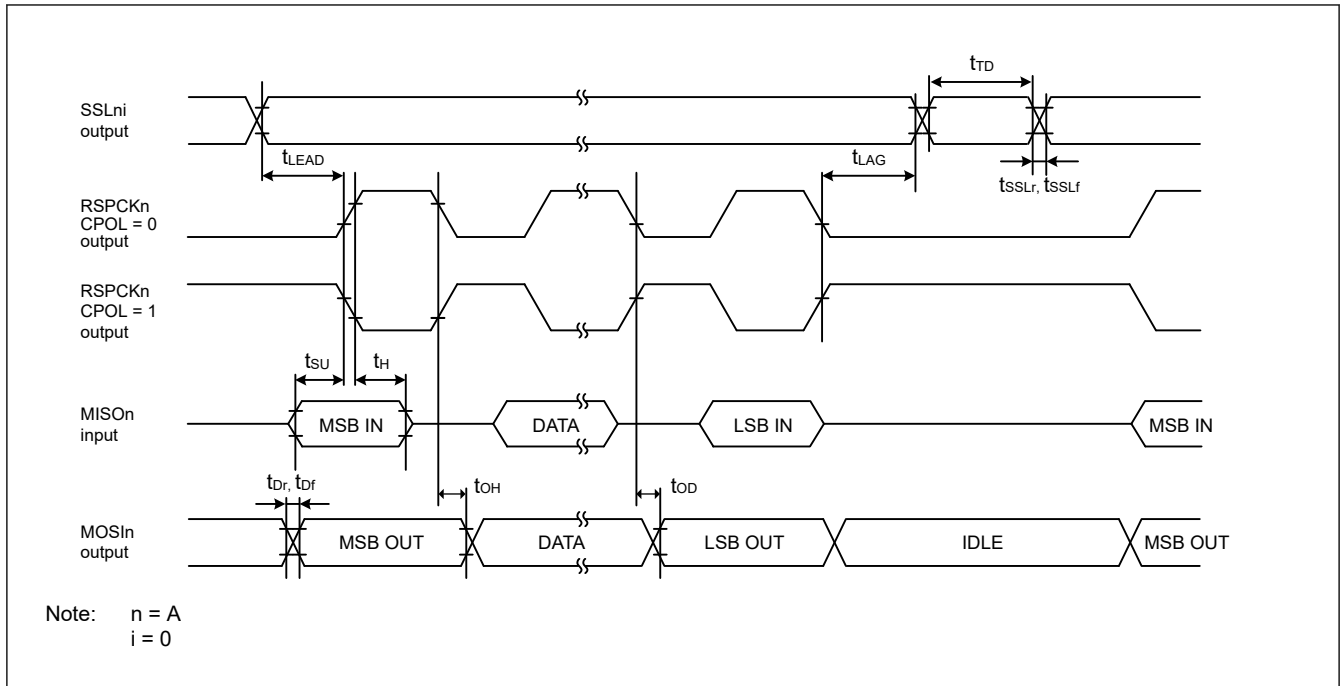 tTD
SSLni
output
tLEAD
tLAG
tSSLr, tSSLf
RSPCKn
CPOL = 0
output
RSPCKn
CPOL = 1
output
tSU
tH
MISOn
input
MSB IN
DATA
LSB IN
MSB IN
tDr, tDf
tOH
tOD
MOSIn
output
MSB OUT
DATA
LSB OUT
IDLE
MSB OUT
Note: n = A
i = 0